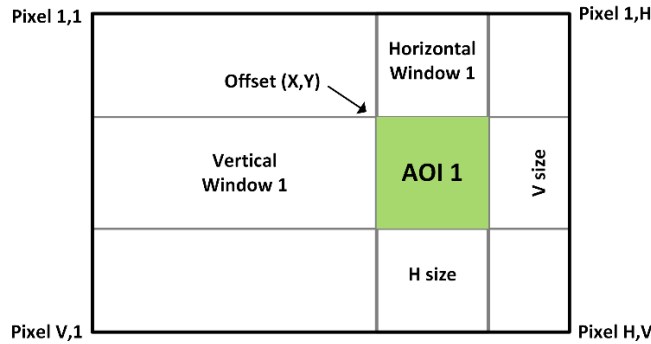 Pixel 1,1
Pixel 1,H
Horizontal
Window 1
Offset (X,Y)
Vertical
Window 1
AOI 1
V size
H size
Pixel V,1
Pixel H,V